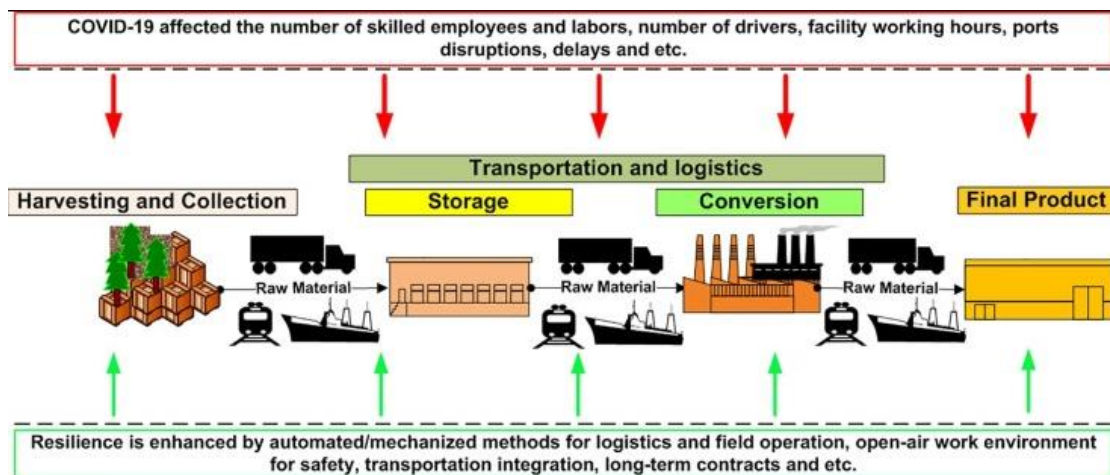 COVID-19 affected the number of skilled employees and labors, number of drivers, facility working hours, ports
disruptions, delays and etc.
Transportation and logistics
Harvesting and Collection
Storage
Conversion
Final Product
Raw Material
Raw Material
Raw Material
Resilience is enhanced by automated/mechanized methods for logistics and field operation, open-air work environment
for safety, transportation integration, long-term contracts and etc.